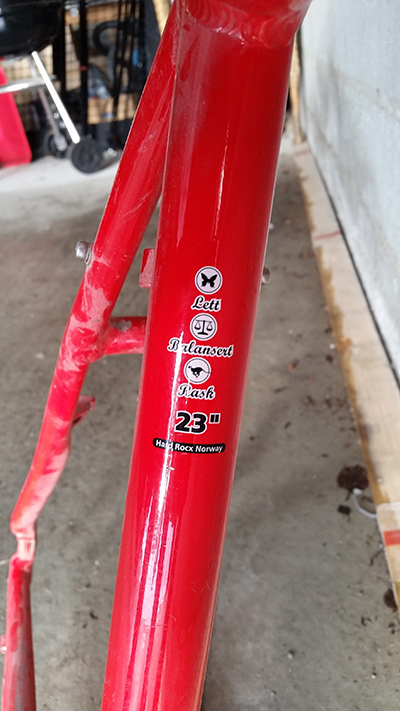 Lett
Balansert
Rask
23"
Hard Rocx Norway